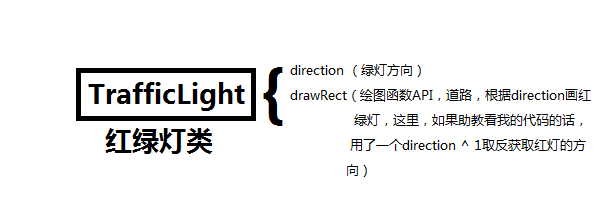 TrafficLight
红绿灯类
{
direction （绿灯方向）
drawRect（绘图函数API，道路，根据direction画红
绿灯，这里，如果助教看我的代码的话，
用了一个direction ^ 1取反获取红灯的方
向）